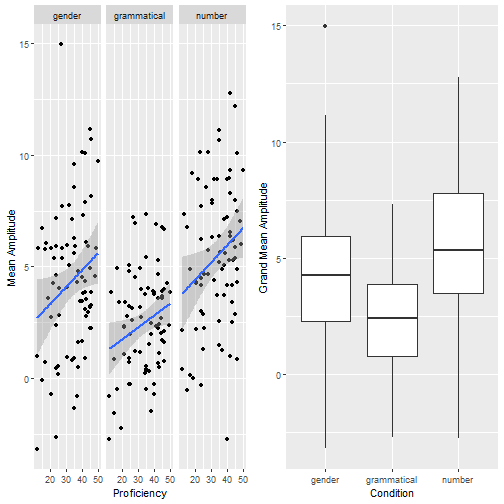 gender grammatical number
15
10
5
0
Mean Amplitude
20 30 40 50 20 30 40 50 20 30 40 50
Proficiency
15
10
5
0
Grand Mean Amplitude
gender grammatical number
Condition